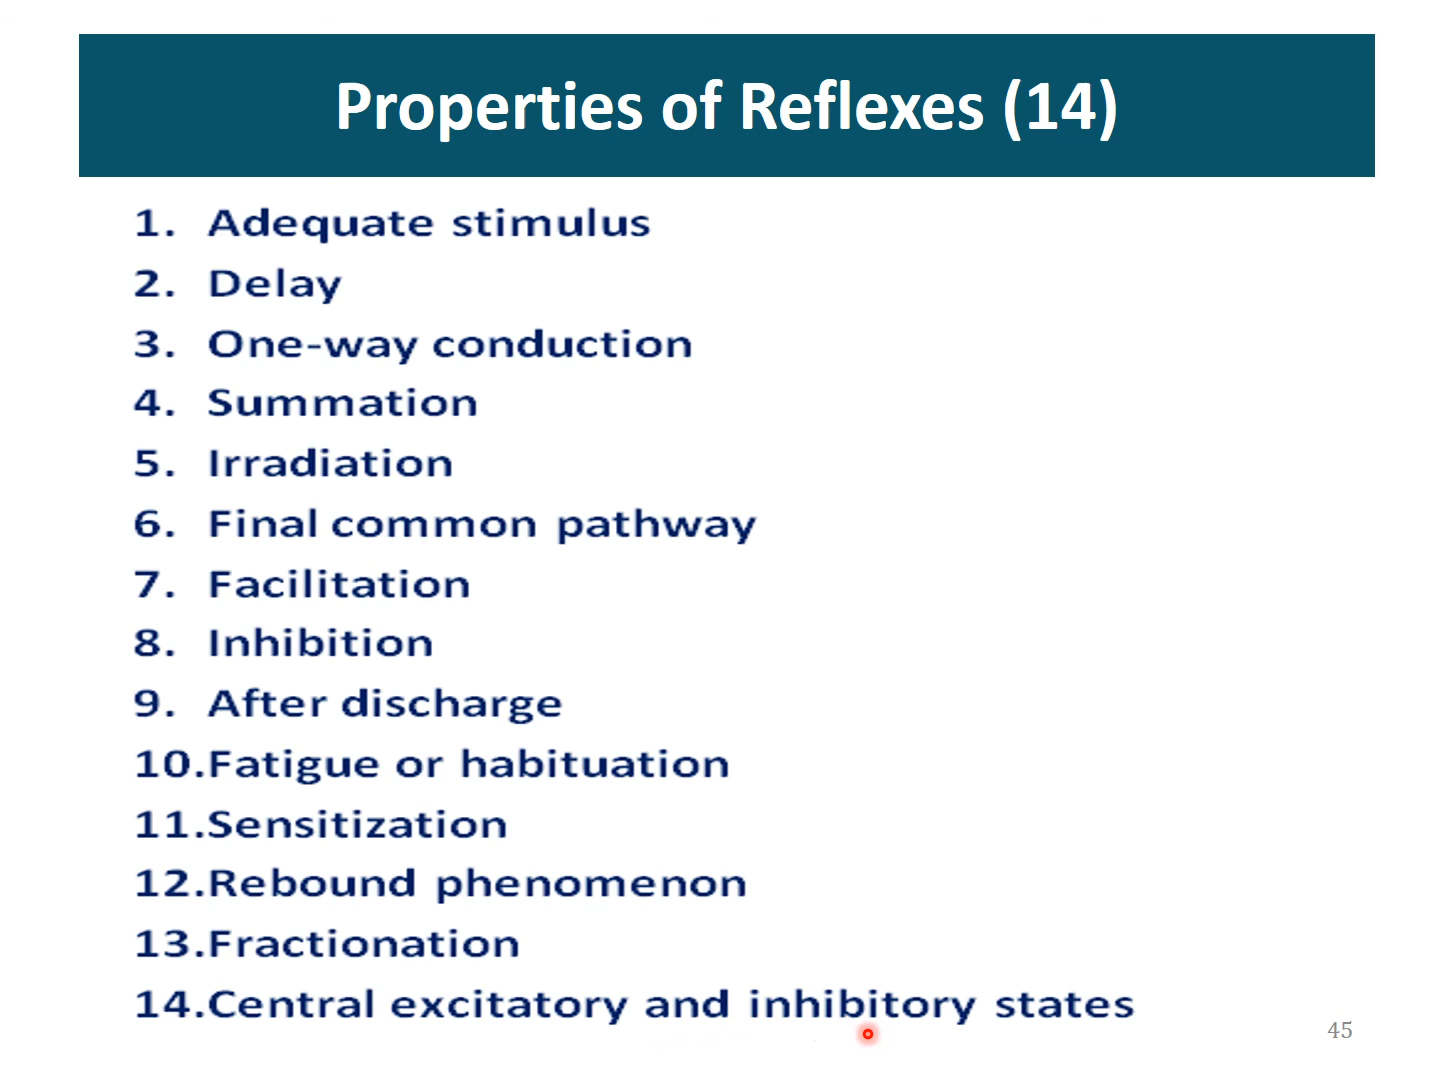 Properties of Reflexes (14)
1. Adequate stimulus
2. Delay
3. One-way conduction
4. Summation
5. Irradiation
6. Final common pathway
7. Facilitation
8. Inhibition
9. After discharge
10.Fatigue or habituation
11.Sensitization
12.Rebound phenomenon
13.Fractionation
14.Central excitatory and inhibitory states
45